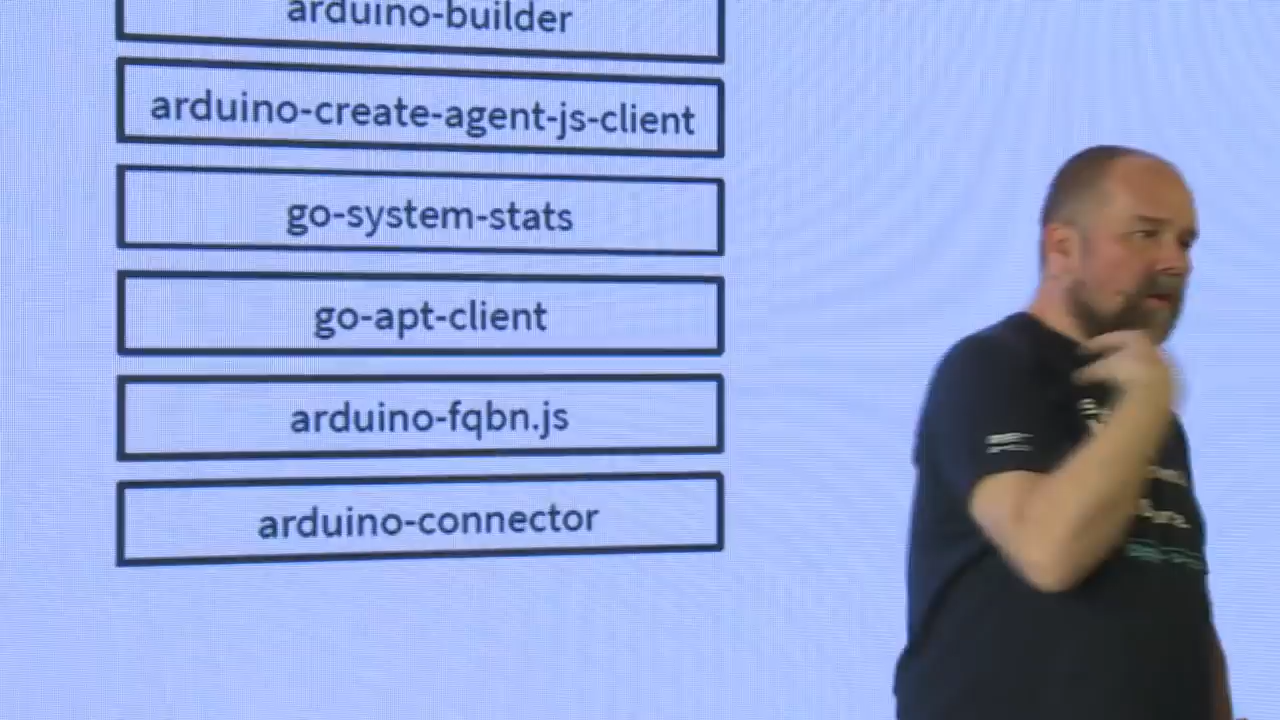 arduino-builder
arduino-create-agent-js-client
go-system-stats
go-apt-client
arduino-fqbn.js
arduino-connector